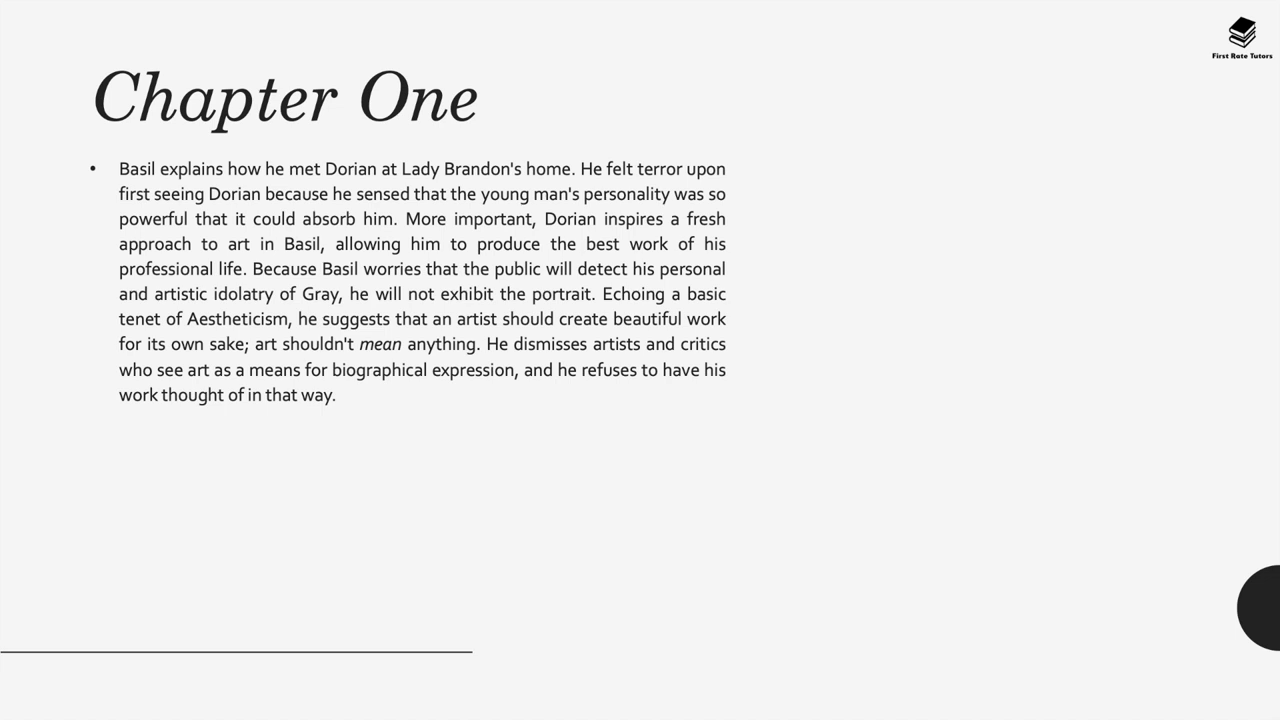 First Rate Tutors
Chapter One
• Basil explains how he met Dorian at Lady Brandon's home. He felt terror upon
first seeing Dorian because he sensed that the young man's personality was so
powerful that it could absorb him. More important, Dorian inspires a fresh
approach to art in Basil, allowing him to produce the best work of his
professional life. Because Basil worries that the public will detect his personal
and artistic idolatry of Gray, he will not exhibit the portrait. Echoing a basic
tenet of Aestheticism, he suggests that an artist should create beautiful work
for its own sake; art shouldn't mean anything. He dismisses artists and critics
who see art as a means for biographical expression, and he refuses to have his
work thought of in that way.